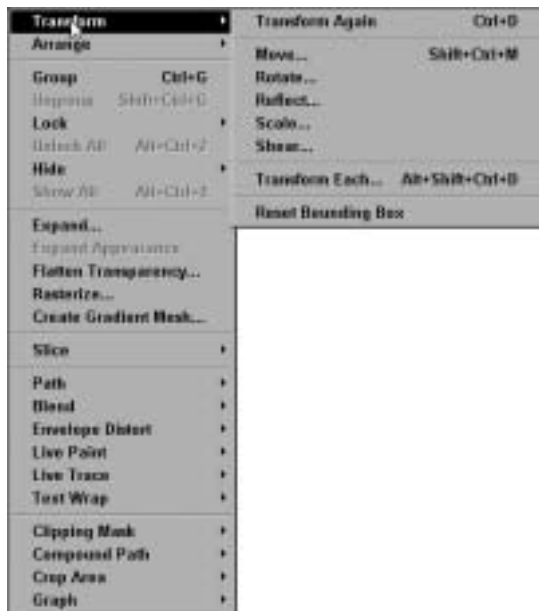 Transform
Arrange
Group Ctrl+G
Ungroup Shift+Ctrl+G
Lock
Unlock All Alt+Ctrl+2
Hide
Show All Alt+Ctrl+3
Expand...
Expand Appearance
Flatten Transparency...
Rasterize...
Create Gradient Mesh...
Slice
Path
Blend
Envelope Distort
Live Paint
Live Trace
Text Wrap
Clipping Mask
Compound Path
Crop Area
Graph
Transform Again Ctrl+D
Move... Shift+Ctrl+M
Rotate...
Reflect...
Scale...
Shear...
Transform Each... Alt+Shift+Ctrl+D
Reset Bounding Box